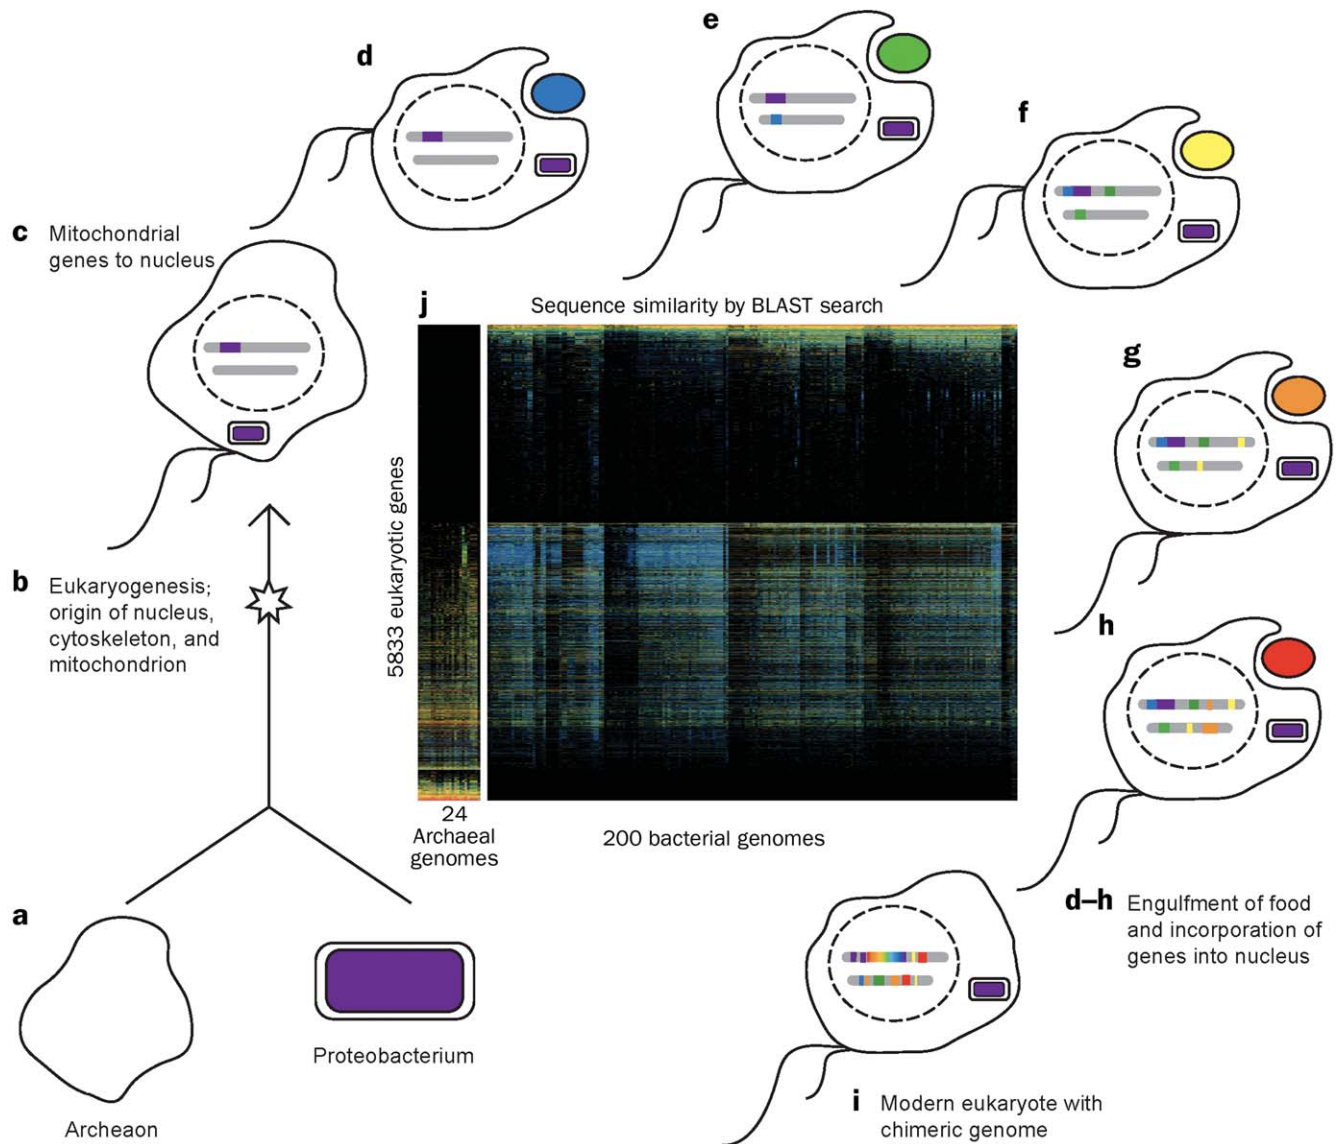 d
e
f
c
Mitochondrial
genes to nucleus
j
Sequence similarity by BLAST search
g
5833 eukaryotic genes
b
Eukaryogenesis;
origin of nucleus,
cytoskeleton, and
mitochondrion
h
24
Archaeal
genomes
200 bacterial genomes
a
d–h
Engulfment of food
and incorporation of
genes into nucleus
Proteobacterium
Archeaon
i
Modern eukaryote with
chimeric genome